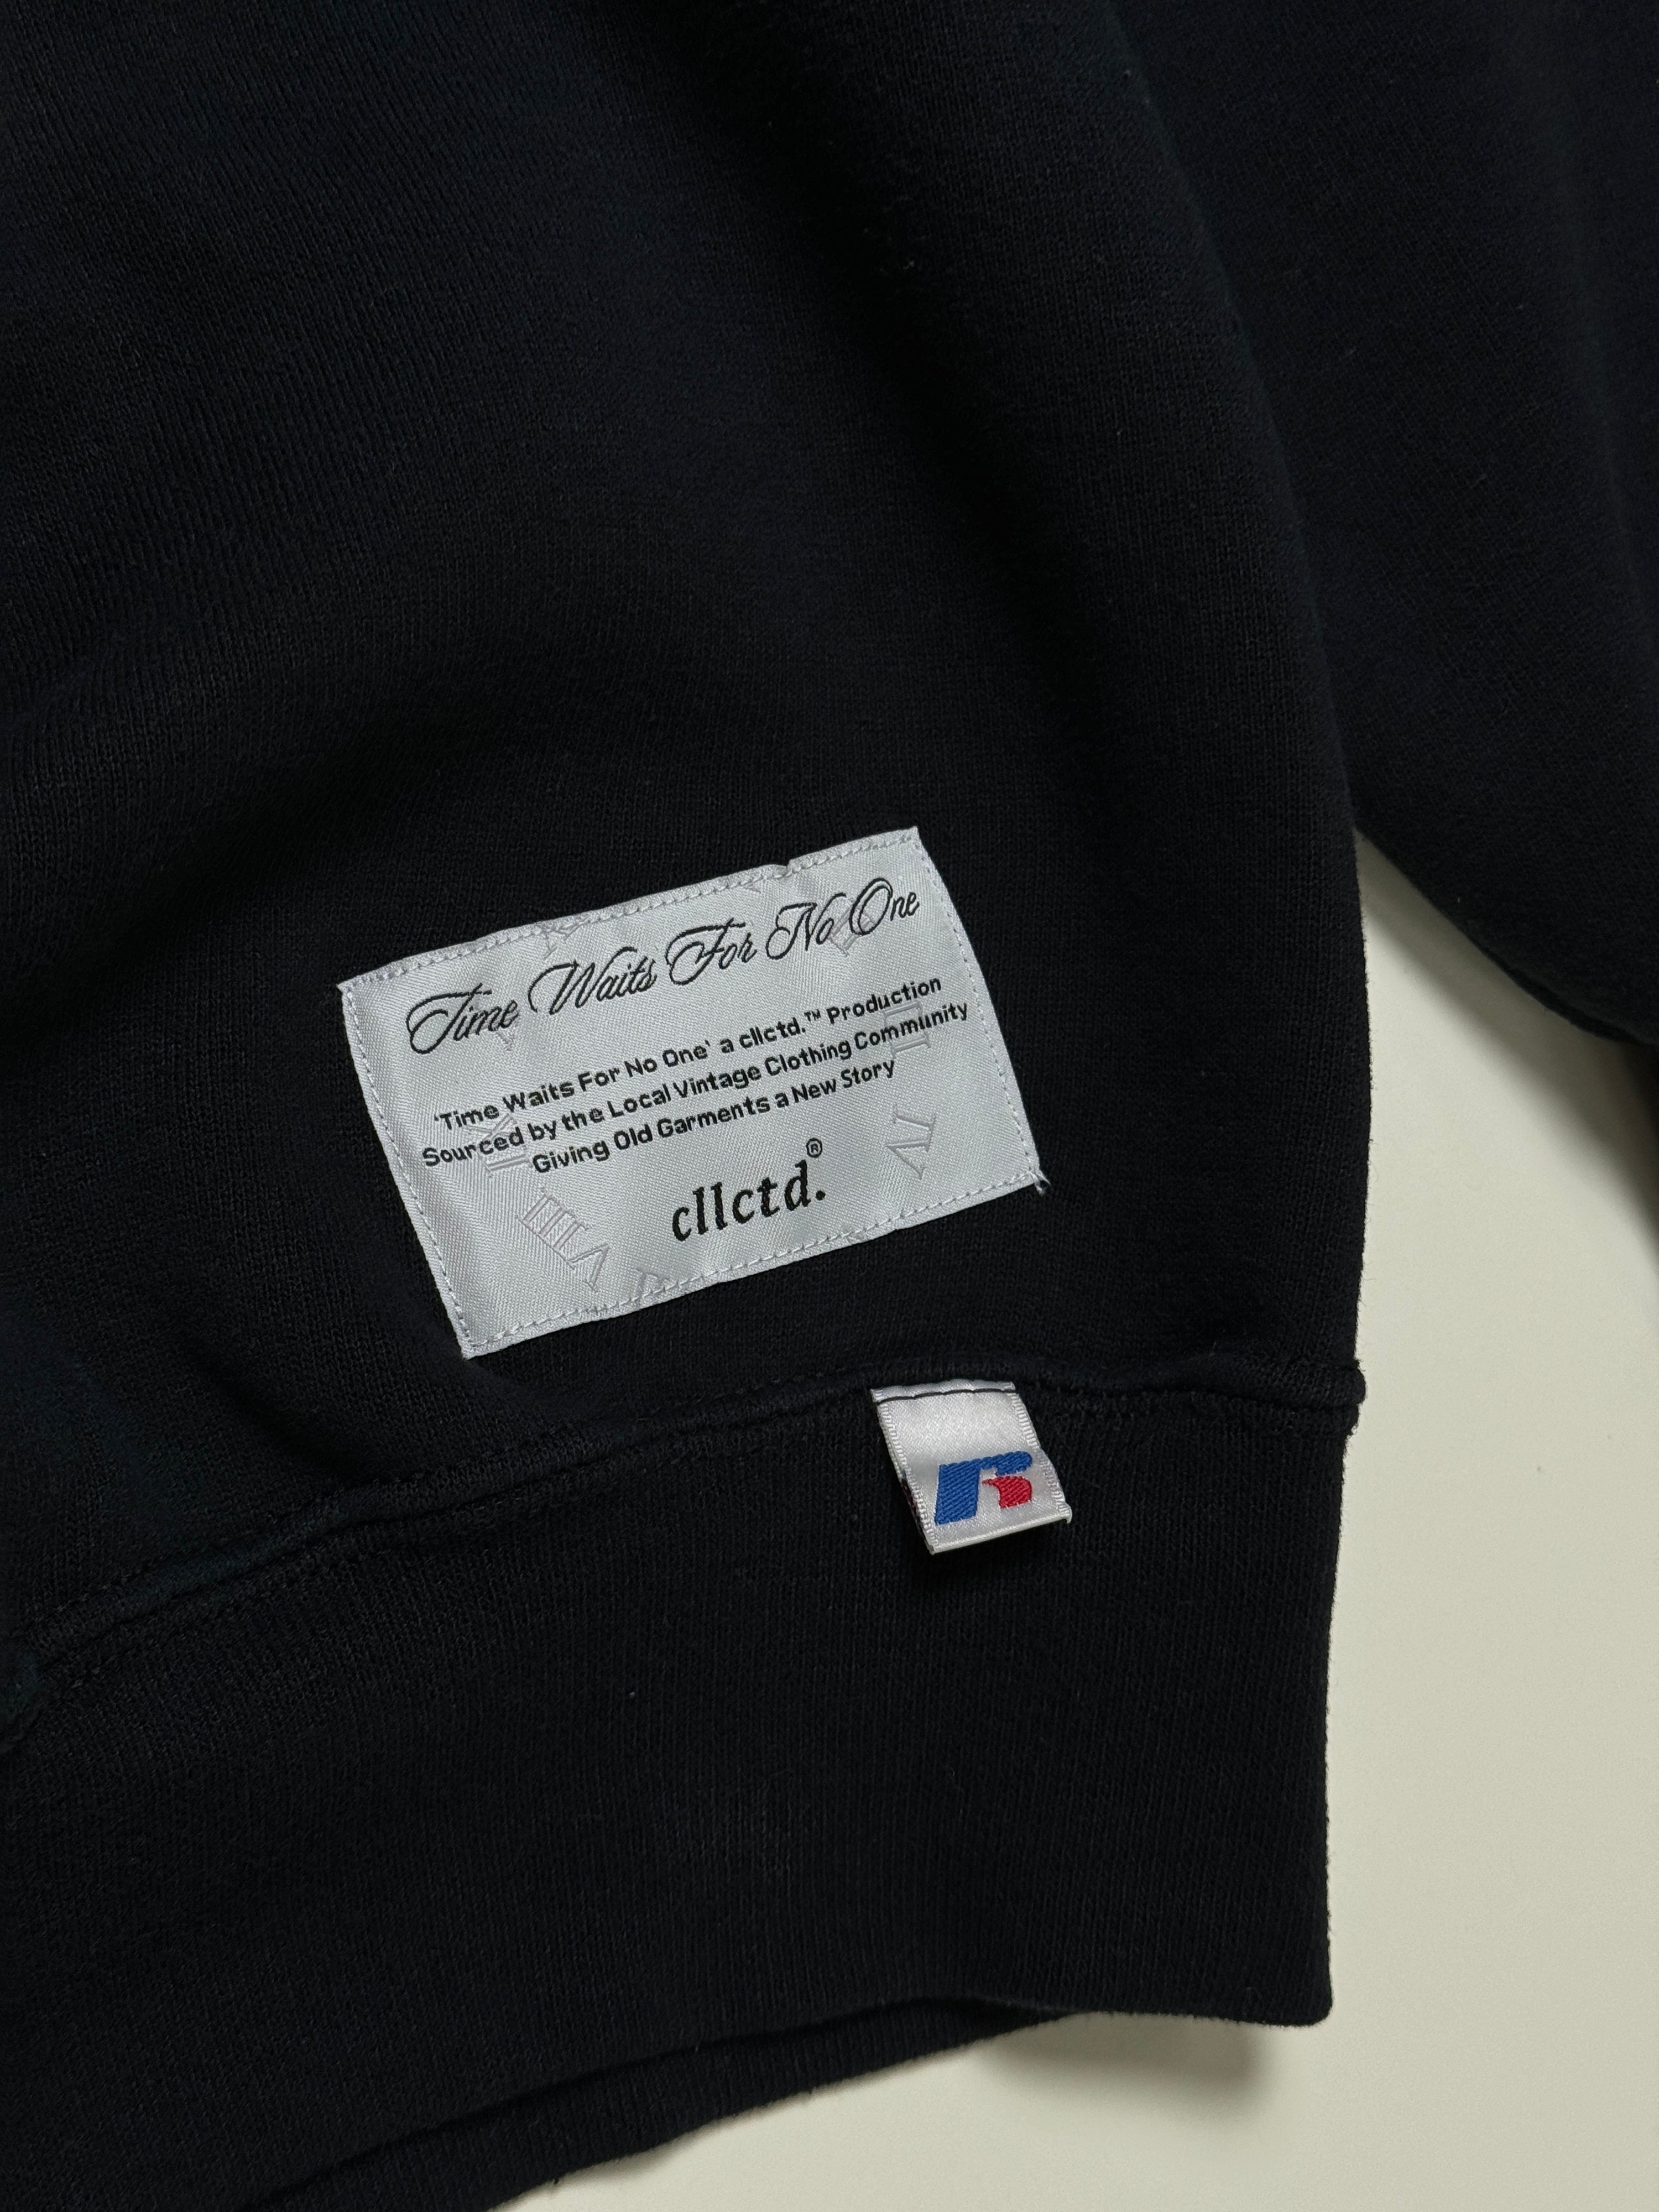 Time Waits For No One
'Time Waits For No One' a cllctd.™ Production
Sourced by the Local Vintage Clothing Community
Giving Old Garments a New Story
cllctd.®
R